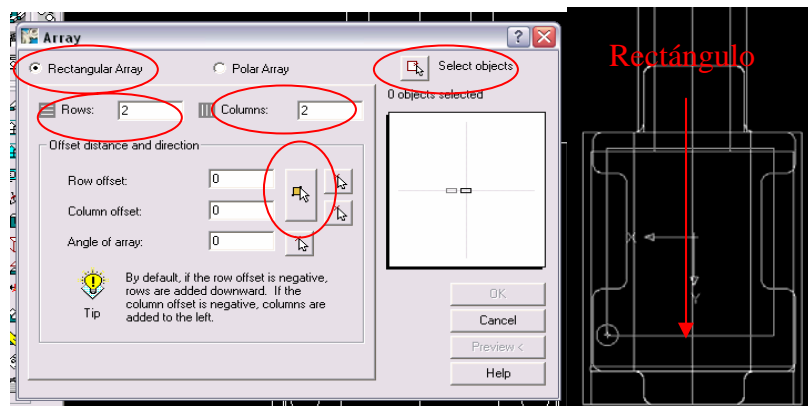 Array
Rectangular Array
Polar Array
Select objects
0 objects selected
Rows: 2
Columns: 2
Offset distance and direction
Row offset: 0
Column offset: 0
Angle of array: 0
Tip
By default, if the row offset is negative,
rows are added downward. If the
column offset is negative, columns are
added to the left.
OK
Cancel
Preview <
Help
Rectángulo
X
Y